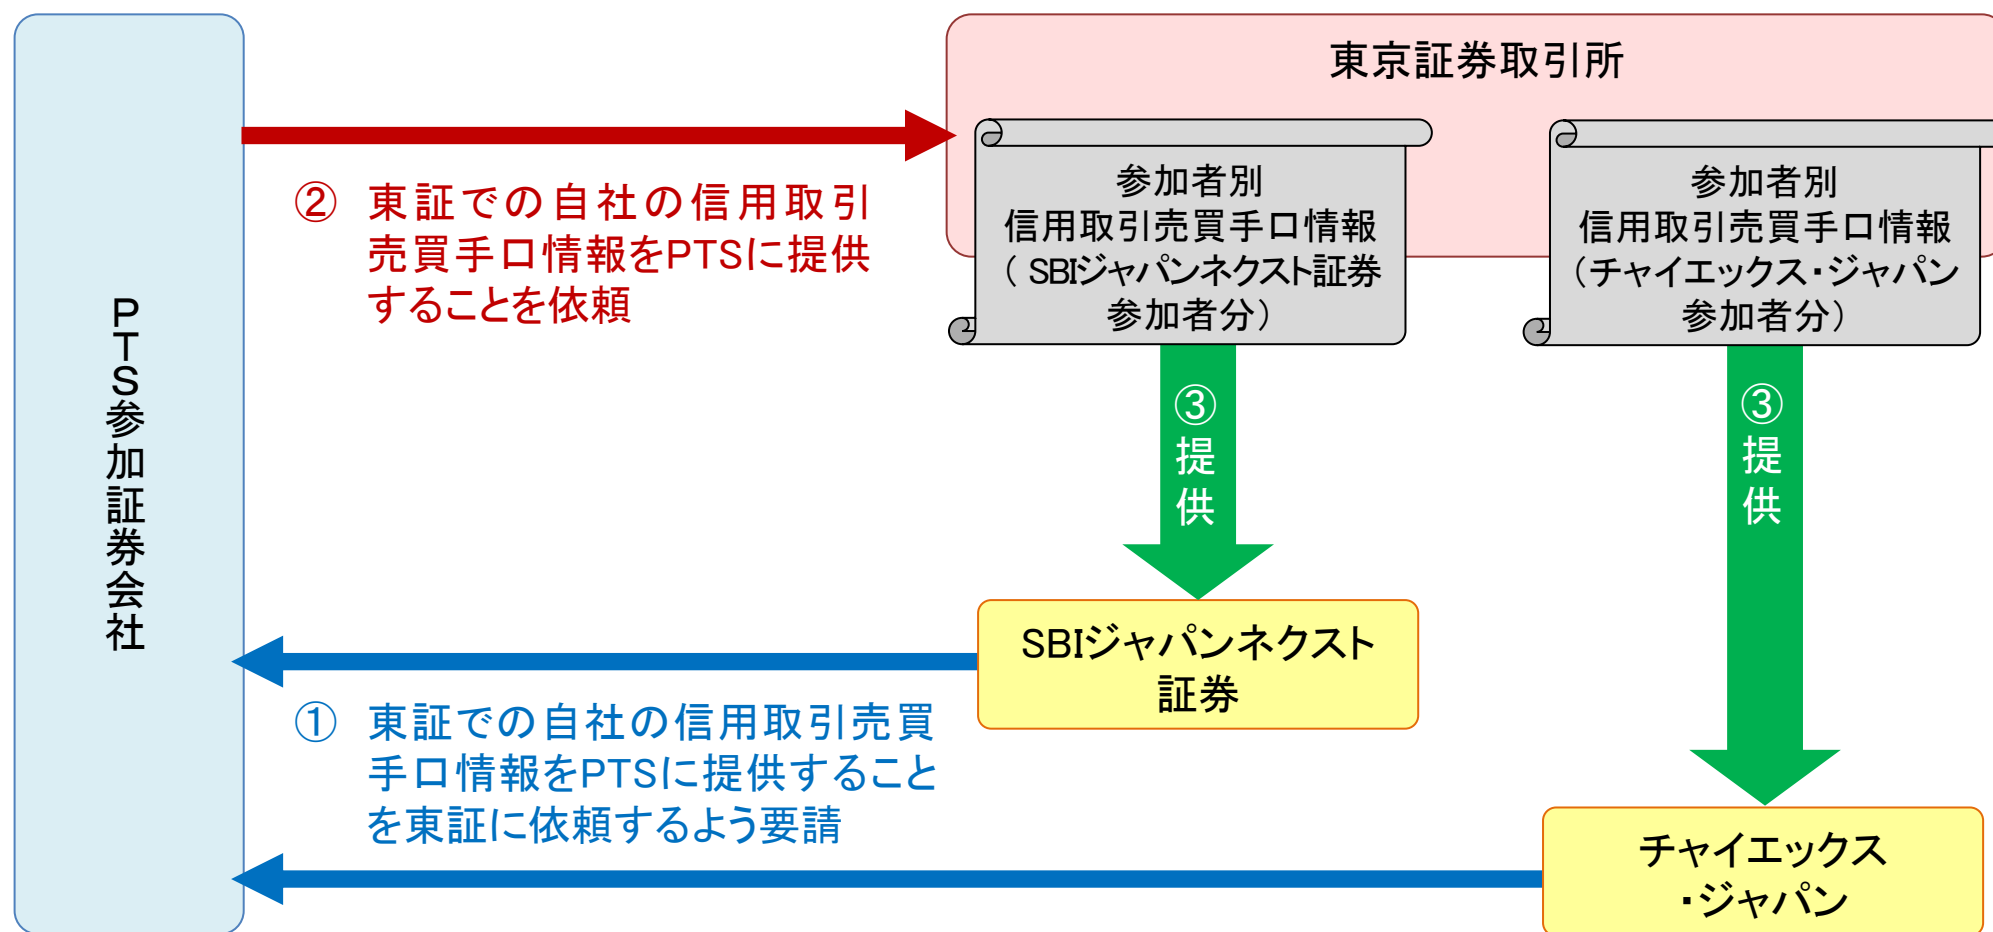 東京証券取引所
参加者別
信用取引売買手口情報
（ SBIジャパンネクスト証券
参加者分）
参加者別
信用取引売買手口情報
（チャイエックス・ジャパン
参加者分）
② 東証での自社の信用取引
売買手口情報をPTSに提供
することを依頼
PTS参加証券会社
③提供
③提供
SBIジャパンネクスト
証券
① 東証での自社の信用取引売買
手口情報をPTSに提供すること
を東証に依頼するよう要請
チャイエックス
・ジャパン